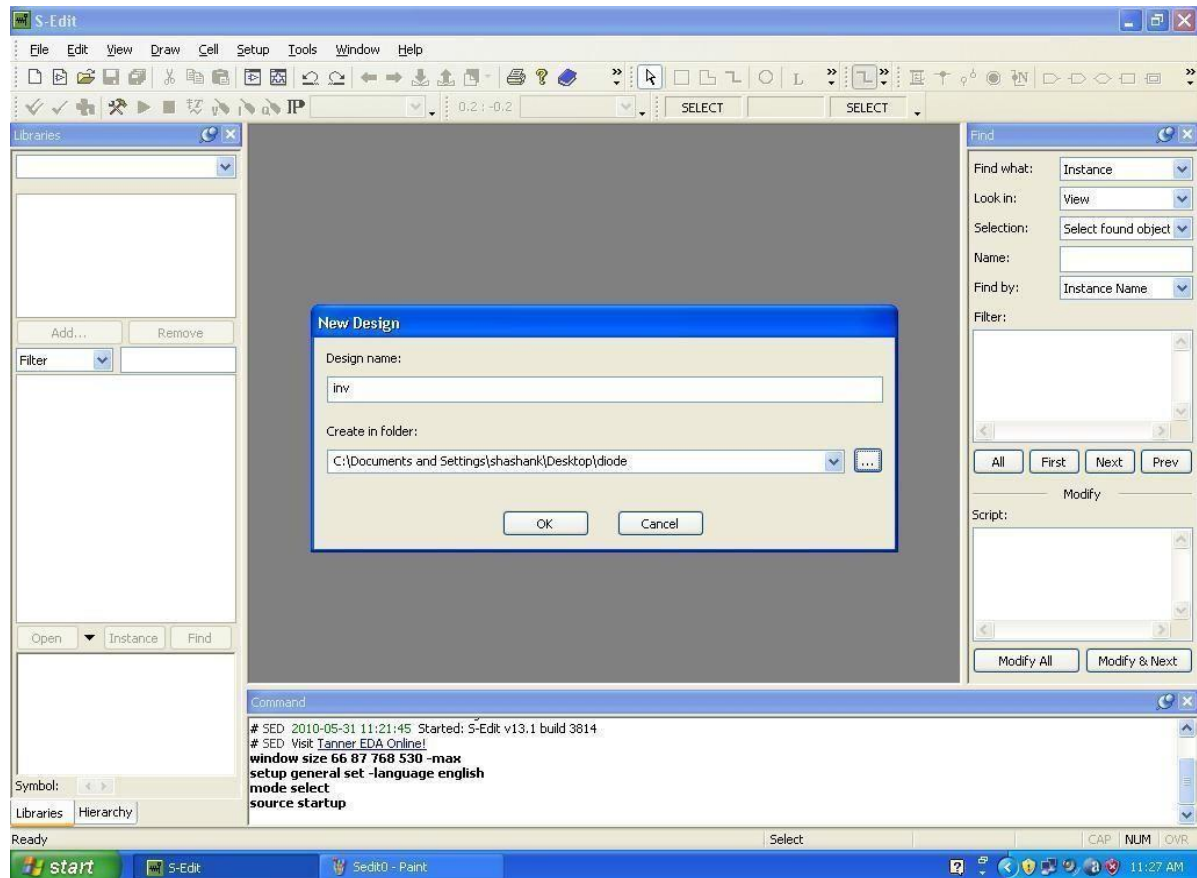 S-Edit
File Edit View Draw Cell Setup Tools Window Help
IP 0.2 : -0.2 SELECT SELECT
Libraries
Add... Remove
Filter
Open Instance Find
Symbol:
Libraries Hierarchy
New Design
Design name:
inv
Create in folder:
C:\Documents and Settings\shashank\Desktop\diode
...
OK Cancel
Find
Find what: Instance
Look in: View
Selection: Select found object
Name:
Find by: Instance Name
Filter:
All First Next Prev
Modify
Script:
Modify All Modify & Next
Command
# SED 2010-05-31 11:21:45 Started: S-Edit v13.1 build 3814
# SED Visit Tanner EDA Online!
window size 66 87 768 530 -max
setup general set -language english
mode select
source startup
Ready Select CAP NUM OVR
start S-Edit Sedit0 - Paint 11:27 AM